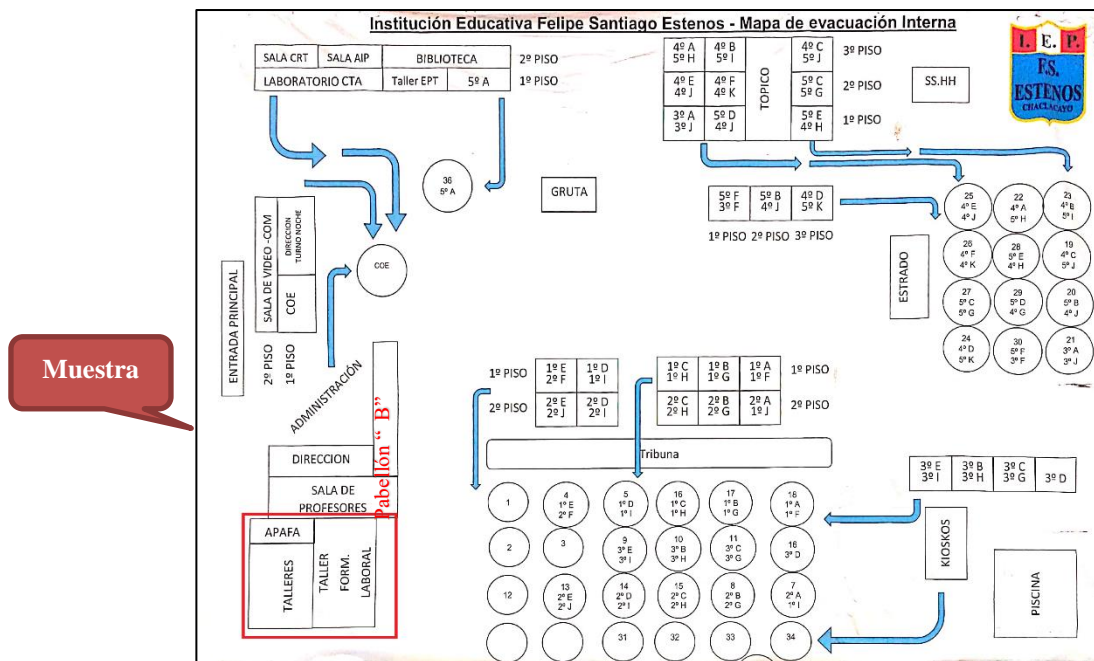 Institución Educativa Felipe Santiago Estenos - Mapa de evacuación Interna
I. E. P.
F.S.
ESTENOS
CHACLACAYO
SALA CRT SALA AIP BIBLIOTECA 2º PISO
LABORATORIO CTA Taller EPT 5º A 1º PISO
4º A 4º B 4º C 3º PISO
5º H 5º I 5º J
4º E 4º F 5º C 2º PISO
4º J 4º K 5º G
3º A 5º D 5º E 1º PISO
3º J 4º J 4º H
TOPICO
SS.HH
36
5º A
GRUTA
5º F 5º B 4º D
3º F 4º J 5º K
1º PISO 2º PISO 3º PISO
25 22 23
4º E 4º A 4º B
4º J 5º H 5º I
26 28 19
4º F 5º E 4º C
4º K 4º H 5º J
27 29 20
5º C 5º D 5º B
5º G 4º G 4º J
24 30 21
4º D 5º F 3º A
5º K 3º F 3º J
ESTRADO
ENTRADA PRINCIPAL
SALA DE VIDEO -COM
DIRECCION
TURNO NOCHE
COE
2º PISO
1º PISO
COE
Muestra
ADMINISTRACIÓN
Pabellón “ B”
DIRECCION
SALA DE
PROFESORES
APAFA
TALLERES
TALLER
FORM.
LABORAL
1º PISO 1º E 1º D
2º F 1º I
2º PISO 2º E 2º D
2º J 2º I
1º C 1º B 1º A 1º PISO
1º H 1º G 1º F
2º C 2º B 2º A 2º PISO
2º H 2º G 1º J
Tribuna
1 4 5 16 17 18
1º E 1º D 1º C 1º B 1º A
2º F 1º I 1º H 1º G 1º F
2 3 9 10 11 16
3º E 3º B 3º C 3º D
3º I 3º H 3º G
12 13 14 15 8 7
2º E 2º D 2º C 2º B 2º A
2º J 2º I 2º H 2º G 1º I
31 32 33 34
3º E 3º B 3º C 3º D
3º I 3º H 3º G
KIOSKOS
PISCINA